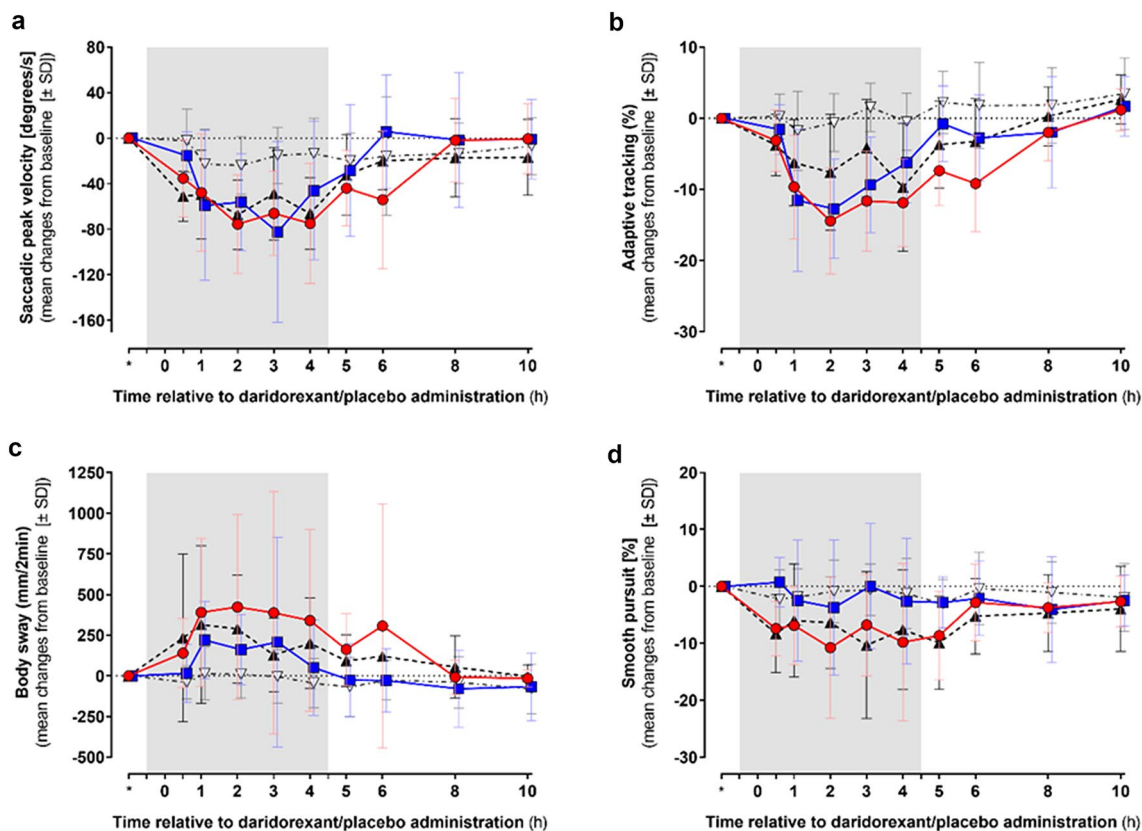 a
80
40
0
-40
-80
-120
-160
Saccadic peak velocity [degrees/s]
(mean changes from baseline [± SD])
* 0 1 2 3 4 5 6 8 10
Time relative to daridorexant/placebo administration (h)
b
10
0
-10
-20
-30
Adaptive tracking (%)
(mean changes from baseline [± SD])
* 0 1 2 3 4 5 6 8 10
Time relative to daridorexant/placebo administration (h)
c
1250
1000
750
500
250
0
-250
-500
Body sway (mm/2min)
(mean changes from baseline [± SD])
* 0 1 2 3 4 5 6 8 10
Time relative to daridorexant/placebo administration (h)
d
20
10
0
-10
-20
-30
Smooth pursuit [%]
(mean changes from baseline [± SD])
* 0 1 2 3 4 5 6 8 10
Time relative to daridorexant/placebo administration (h)